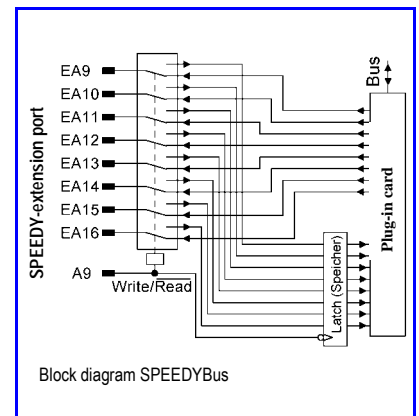 SPEEDY-extension port
EA9
EA10
EA11
EA12
EA13
EA14
EA15
EA16
A9
Write/Read
Bus
Plug-in card
Latch (Speicher)
Block diagram SPEEDYBus